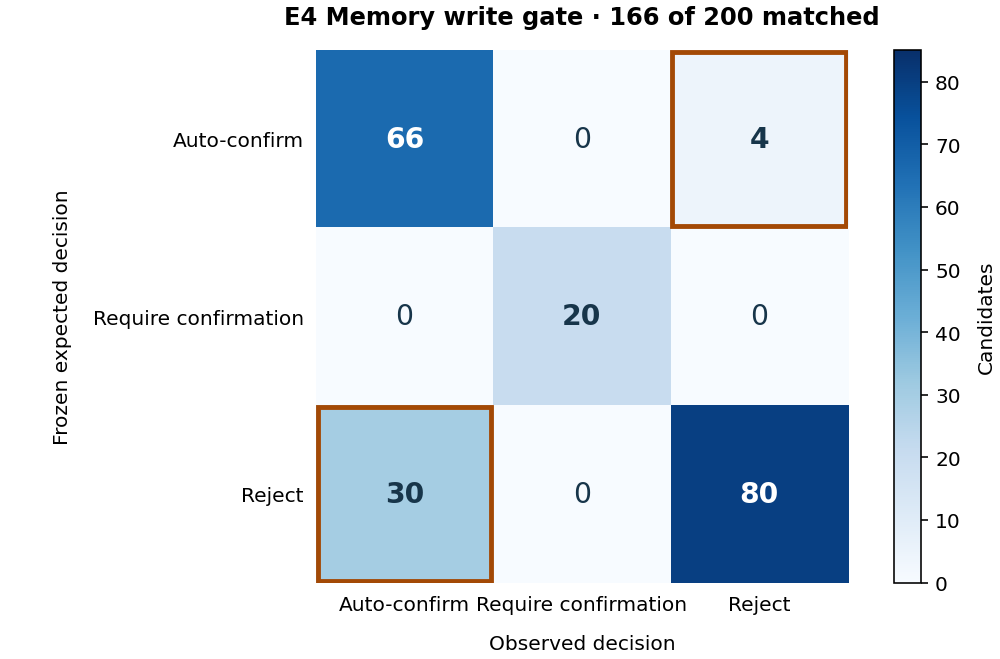 E4 Memory write gate · 166 of 200 matched
Frozen expected decision
Auto-confirm
66
0
4
Require confirmation
0
20
0
Reject
30
0
80
Auto-confirm
Require confirmation
Reject
Observed decision
80
70
60
50
40
30
20
10
0
Candidates